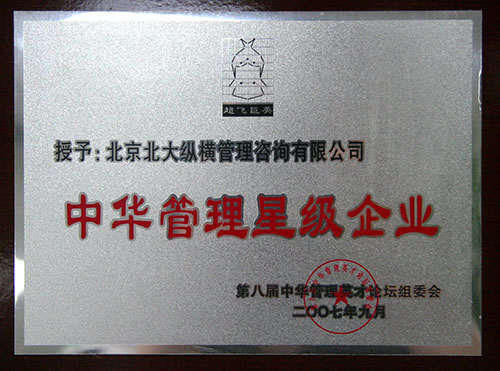 超飞巨英
授予：北京北大纵横管理咨询有限公司
中华管理星级企业
第八届中华管理英才论坛组委会
二〇〇七年九月